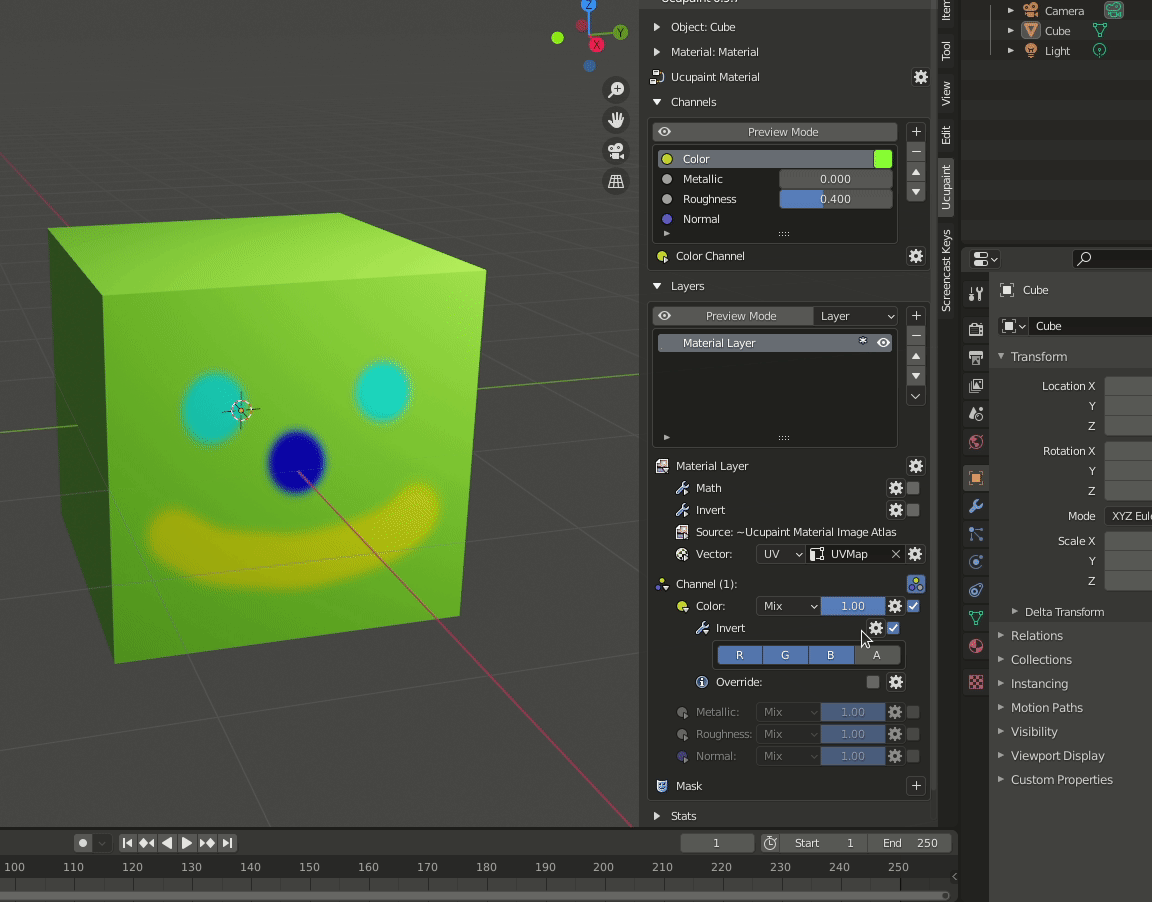 Z
Y
X
Object: Cube
Material: Material
Ucupaint Material
Channels
Preview Mode
Color
Metallic 0.000
Roughness 0.400
Normal
Color Channel
Layers
Preview Mode Layer
Material Layer *
Material Layer
Math
Invert
Source: ~Ucupaint Material Image Atlas
Vector: UV UVMap
Channel (1):
Color: Mix 1.00
Invert
R G B A
Override:
Metallic: Mix 1.00
Roughness: Mix 1.00
Normal: Mix 1.00
Mask
Stats
Item
Tool
View
Edit
Ucupaint
Screencast Keys
Camera
Cube
Light
Cube
Cube
Transform
Location X
Y
Z
Rotation X
Y
Z
Mode XYZ Eul
Scale X
Y
Z
Delta Transform
Relations
Collections
Instancing
Motion Paths
Visibility
Viewport Display
Custom Properties
1 Start 1 End 250
100 110 120 130 140 150 160 170 180 190 200 210 220 230 240 250